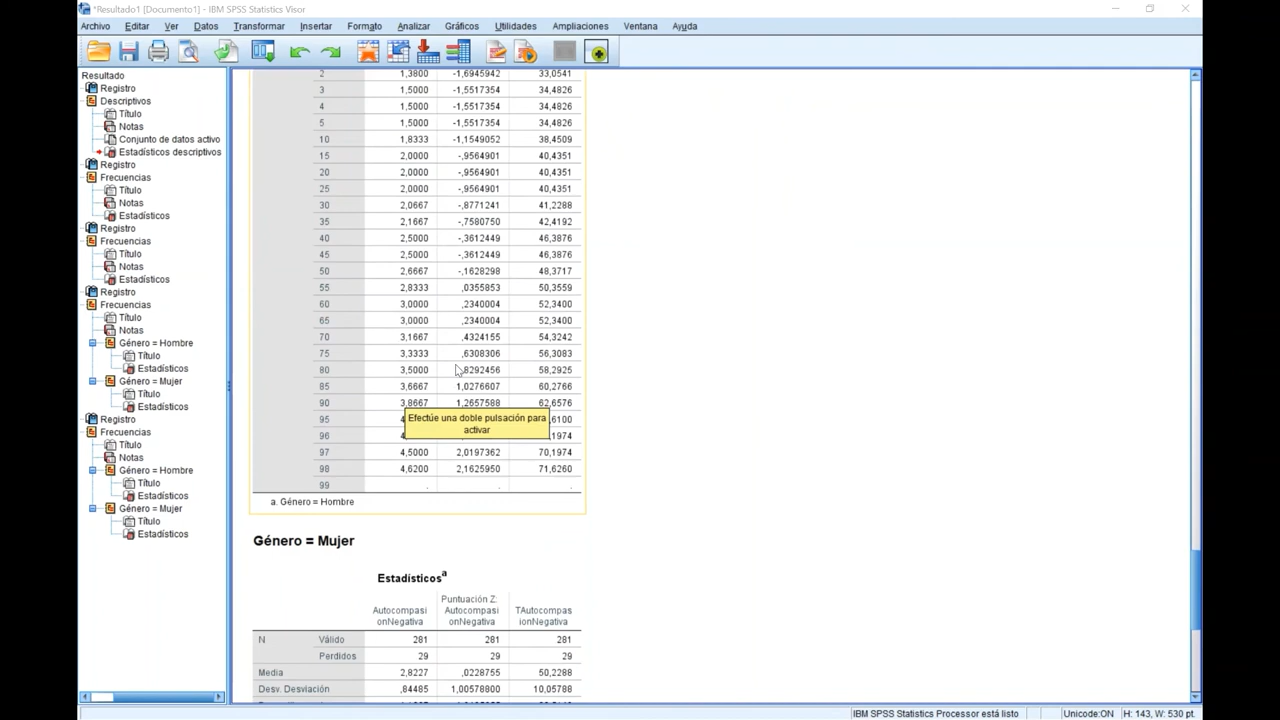 *Resultado1 [Documento1] - IBM SPSS Statistics Visor
Archivo Editar Ver Datos Transformar Insertar Formato Analizar Gráficos Utilidades Ampliaciones Ventana Ayuda
Resultado
Registro
Descriptivos
Título
Notas
Conjunto de datos activo
Estadísticos descriptivos
Registro
Frecuencias
Título
Notas
Estadísticos
Registro
Frecuencias
Título
Notas
Estadísticos
Registro
Frecuencias
Título
Notas
Género = Hombre
Título
Estadísticos
Género = Mujer
Título
Estadísticos
Registro
Frecuencias
Título
Notas
Género = Hombre
Título
Estadísticos
Género = Mujer
Título
Estadísticos
2 1,3800 -1,6945942 33,0541
3 1,5000 -1,5517354 34,4826
4 1,5000 -1,5517354 34,4826
5 1,5000 -1,5517354 34,4826
10 1,8333 -1,1549052 38,4509
15 2,0000 -,9564901 40,4351
20 2,0000 -,9564901 40,4351
25 2,0000 -,9564901 40,4351
30 2,0667 -,8771241 41,2288
35 2,1667 -,7580750 42,4192
40 2,5000 -,3612449 46,3876
45 2,5000 -,3612449 46,3876
50 2,6667 -,1628298 48,3717
55 2,8333 ,0355853 50,3559
60 3,0000 ,2340004 52,3400
65 3,0000 ,2340004 52,3400
70 3,1667 ,4324155 54,3242
75 3,3333 ,6308306 56,3083
80 3,5000 ,8292456 58,2925
85 3,6667 1,0276607 60,2766
90 3,8667 1,2657588 62,6576
95 4 ,6100
96 4 ,1974
97 4,5000 2,0197362 70,1974
98 4,6200 2,1625950 71,6260
99 . . .
Efectúe una doble pulsación para
activar
a. Género = Hombre
Género = Mujer
Estadísticos a
Autocompasi
onNegativa
Puntuación Z:
Autocompasi
onNegativa
TAutocompas
ionNegativa
N Válido 281 281 281
Perdidos 29 29 29
Media 2,8227 ,0228755 50,2288
Desv. Desviación ,84485 1,00578800 10,05788
IBM SPSS Statistics Processor está listo Unicode:ON H: 143, W: 530 pt.